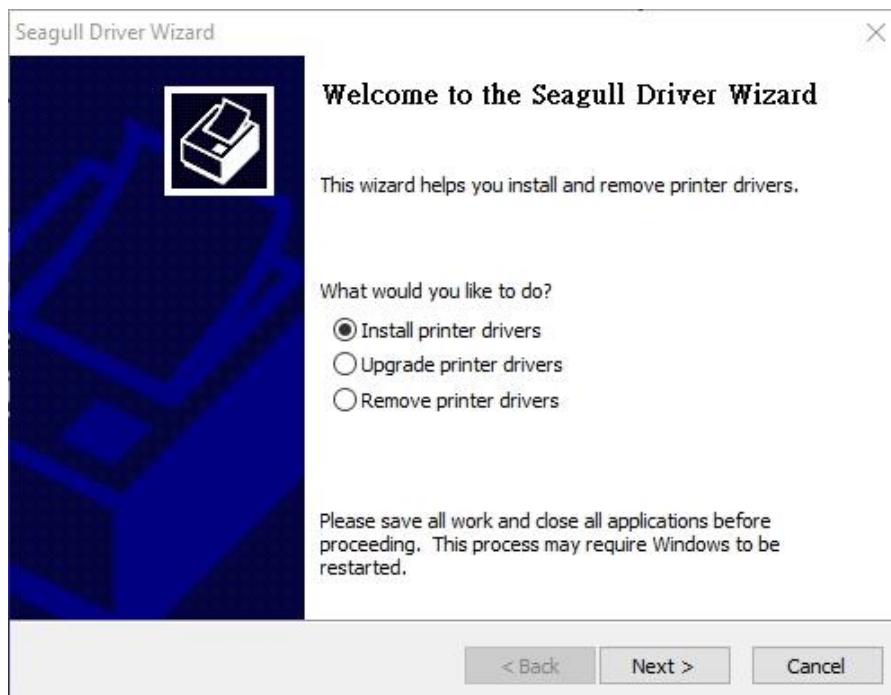 Seagull Driver Wizard
Welcome to the Seagull Driver Wizard
This wizard helps you install and remove printer drivers.
What would you like to do?
Install printer drivers
Upgrade printer drivers
Remove printer drivers
Please save all work and close all applications before
proceeding.  This process may require Windows to be
restarted.
< Back
Next >
Cancel